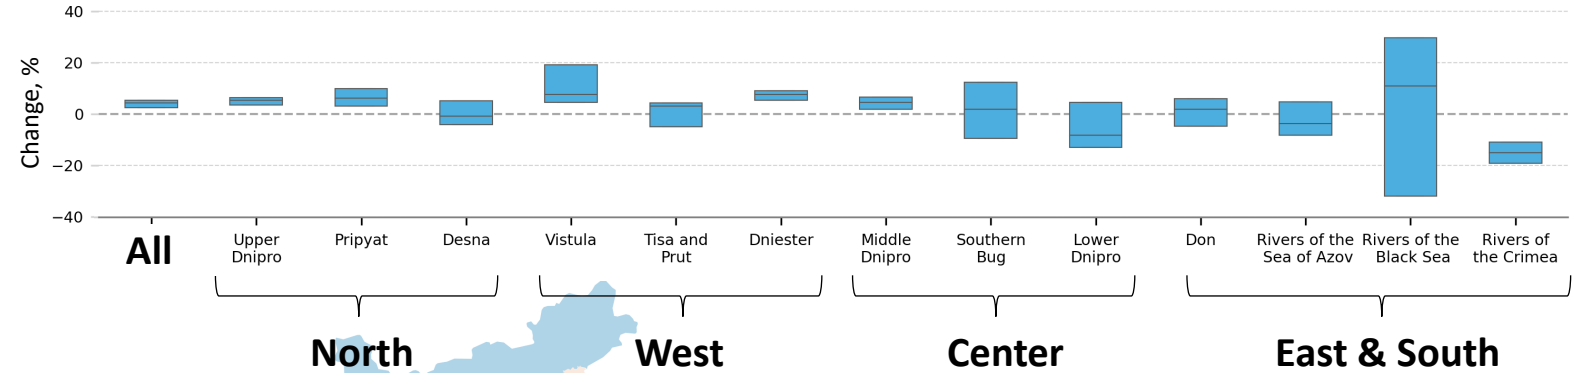 40
20
0
−20
−40
Change, %
All
Upper
Dnipro
Pripyat
Desna
Vistula
Tisa and
Prut
Dniester
Middle
Dnipro
Southern
Bug
Lower
Dnipro
Don
Rivers of the
Sea of Azov
Rivers of the
Black Sea
Rivers of
the Crimea
North
West
Center
East & South